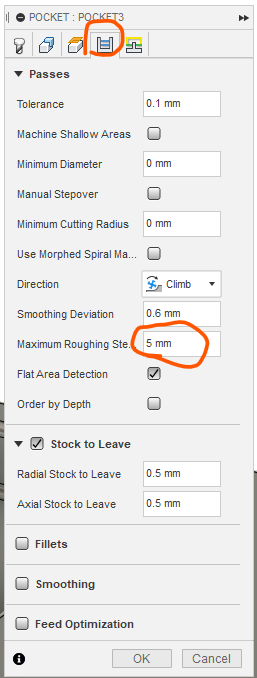 POCKET : POCKET3
Passes
Tolerance 0.1 mm
Machine Shallow Areas
Minimum Diameter 0 mm
Manual Stepover
Minimum Cutting Radius 0 mm
Use Morphed Spiral Ma...
Direction Climb
Smoothing Deviation 0.6 mm
Maximum Roughing Ste... 5 mm
Flat Area Detection
Order by Depth
Stock to Leave
Radial Stock to Leave 0.5 mm
Axial Stock to Leave 0.5 mm
Fillets
Smoothing
Feed Optimization
OK Cancel